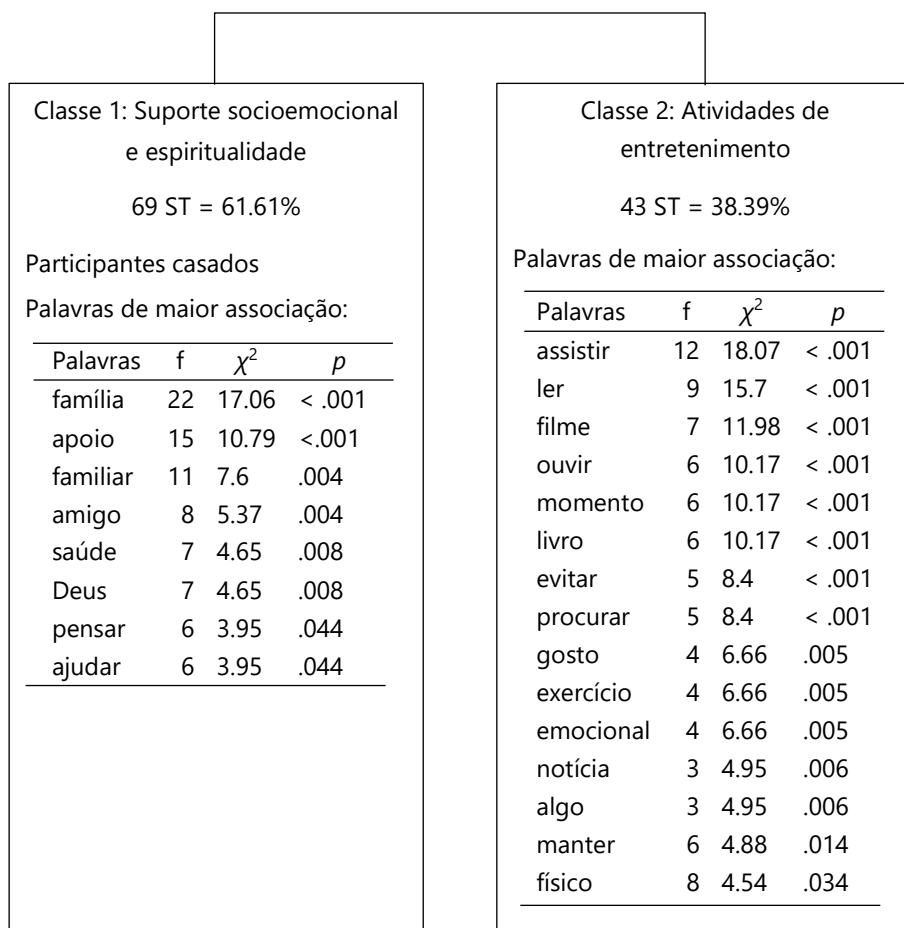 Classe 1: Suporte socioemocional
e espiritualidade
69 ST = 61.61%
Participantes casados
Palavras de maior associação:
Palavras f χ² p
família 22 17.06 < .001
apoio 15 10.79 <.001
familiar 11 7.6 .004
amigo 8 5.37 .004
saúde 7 4.65 .008
Deus 7 4.65 .008
pensar 6 3.95 .044
ajudar 6 3.95 .044
Classe 2: Atividades de
entretenimento
43 ST = 38.39%
Palavras de maior associação:
Palavras f χ² p
assistir 12 18.07 < .001
ler 9 15.7 < .001
filme 7 11.98 < .001
ouvir 6 10.17 < .001
momento 6 10.17 < .001
livro 6 10.17 < .001
evitar 5 8.4 < .001
procurar 5 8.4 < .001
gosto 4 6.66 .005
exercício 4 6.66 .005
emocional 4 6.66 .005
notícia 3 4.95 .006
algo 3 4.95 .006
manter 6 4.88 .014
físico 8 4.54 .034